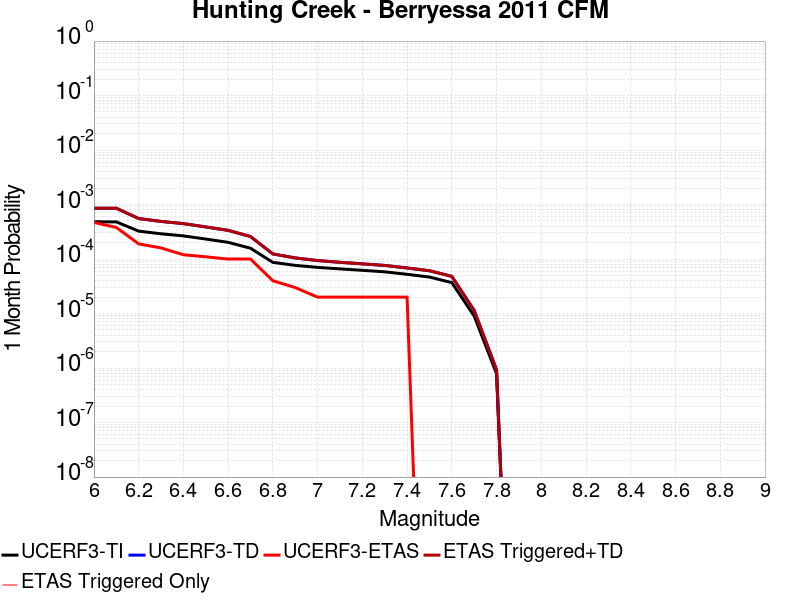 Hunting Creek - Berryessa 2011 CFM
1 Month Probability
10^0
10^-1
10^-2
10^-3
10^-4
10^-5
10^-6
10^-7
10^-8
6 6.2 6.4 6.6 6.8 7 7.2 7.4 7.6 7.8 8 8.2 8.4 8.6 8.8 9
Magnitude
UCERF3-TI UCERF3-TD UCERF3-ETAS ETAS Triggered+TD
ETAS Triggered Only